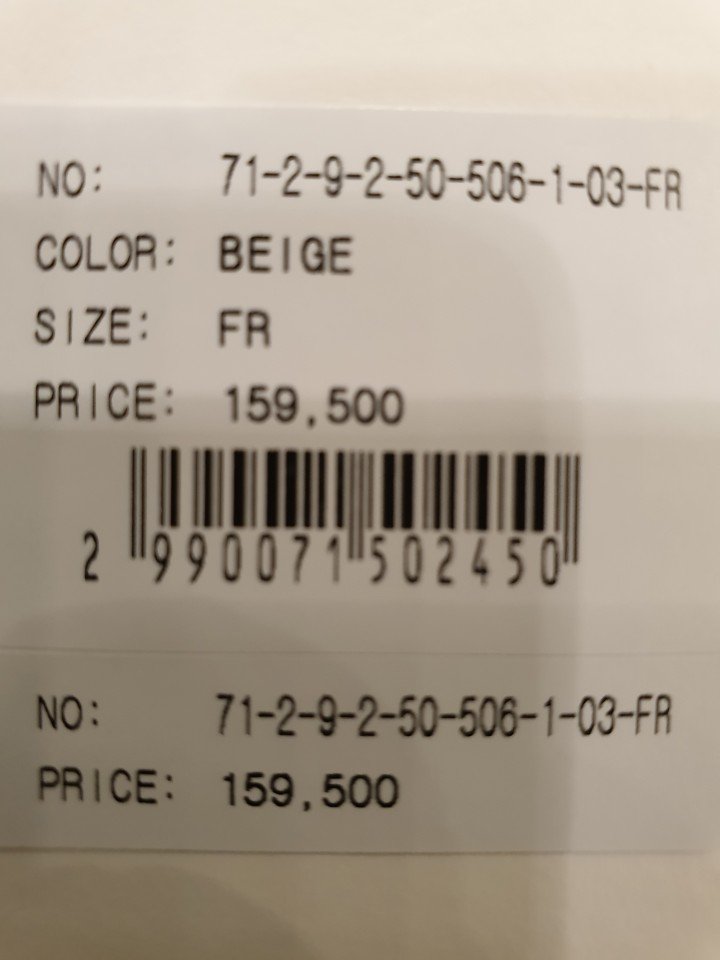 NO: 71-2-9-2-50-506-1-03-FR
COLOR: BEIGE
SIZE: FR
PRICE: 159,500
2 990071 502450
NO: 71-2-9-2-50-506-1-03-FR
PRICE: 159,500